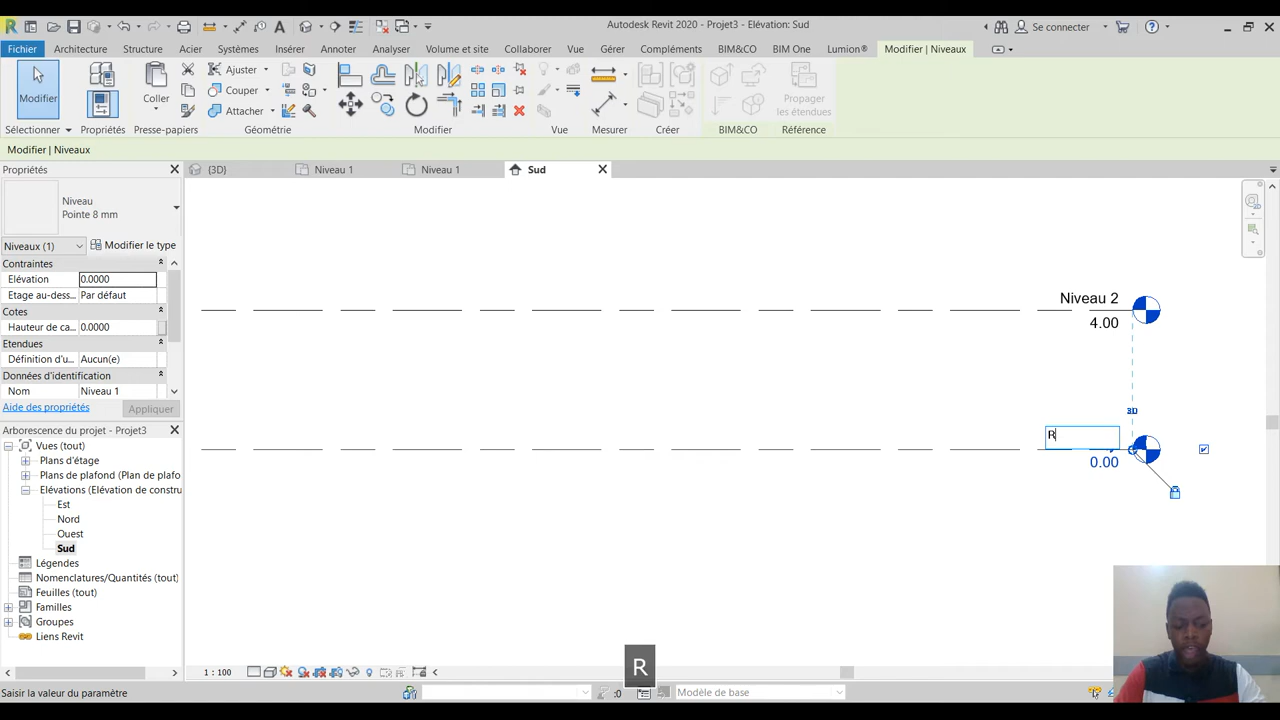 Autodesk Revit 2020 - Projet3 - Elévation: Sud
Se connecter
Fichier Architecture Structure Acier Systèmes Insérer Annoter Analyser Volume et site Collaborer Vue Gérer Compléments BIM&CO BIM One Lumion® Modifier | Niveaux
Modifier
Coller
Ajuster
Couper
Attacher
Propager
les étendues
Sélectionner Propriétés Presse-papiers Géométrie Modifier Vue Mesurer Créer BIM&CO Référence
Modifier | Niveaux
Propriétés
{3D} Niveau 1 Niveau 1 Sud
Niveau
Pointe 8 mm
Niveaux (1) Modifier le type
Contraintes
Elévation 0.0000
Etage au-dess... Par défaut
Cotes
Hauteur de ca... 0.0000
Etendues
Définition d'u... Aucun(e)
Données d'identification
Nom Niveau 1
Aide des propriétés Appliquer
Arborescence du projet - Projet3
Vues (tout)
Plans d'étage
Plans de plafond (Plan de plafo
Elévations (Elévation de constru
Est
Nord
Ouest
Sud
Légendes
Nomenclatures/Quantités (tout)
Feuilles (tout)
Familles
Groupes
Liens Revit
Niveau 2
4.00
3D
R
0.00
R
1 : 100
Saisir la valeur du paramètre
:0
Modèle de base